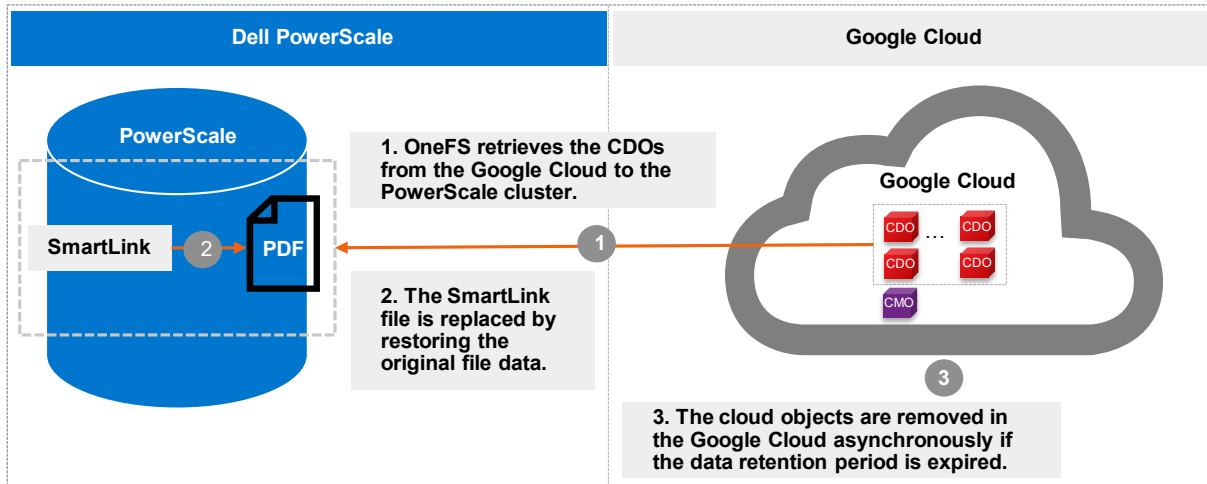 Dell PowerScale
Google Cloud
PowerScale
1. OneFS retrieves the CDOs
from the Google Cloud to the
PowerScale cluster.
Google Cloud
CDO ... CDO
SmartLink
2
PDF
1
CDO CDO
CMO
2. The SmartLink
file is replaced by
restoring the
original file data.
3
3. The cloud objects are removed in
the Google Cloud asynchronously if
the data retention period is expired.